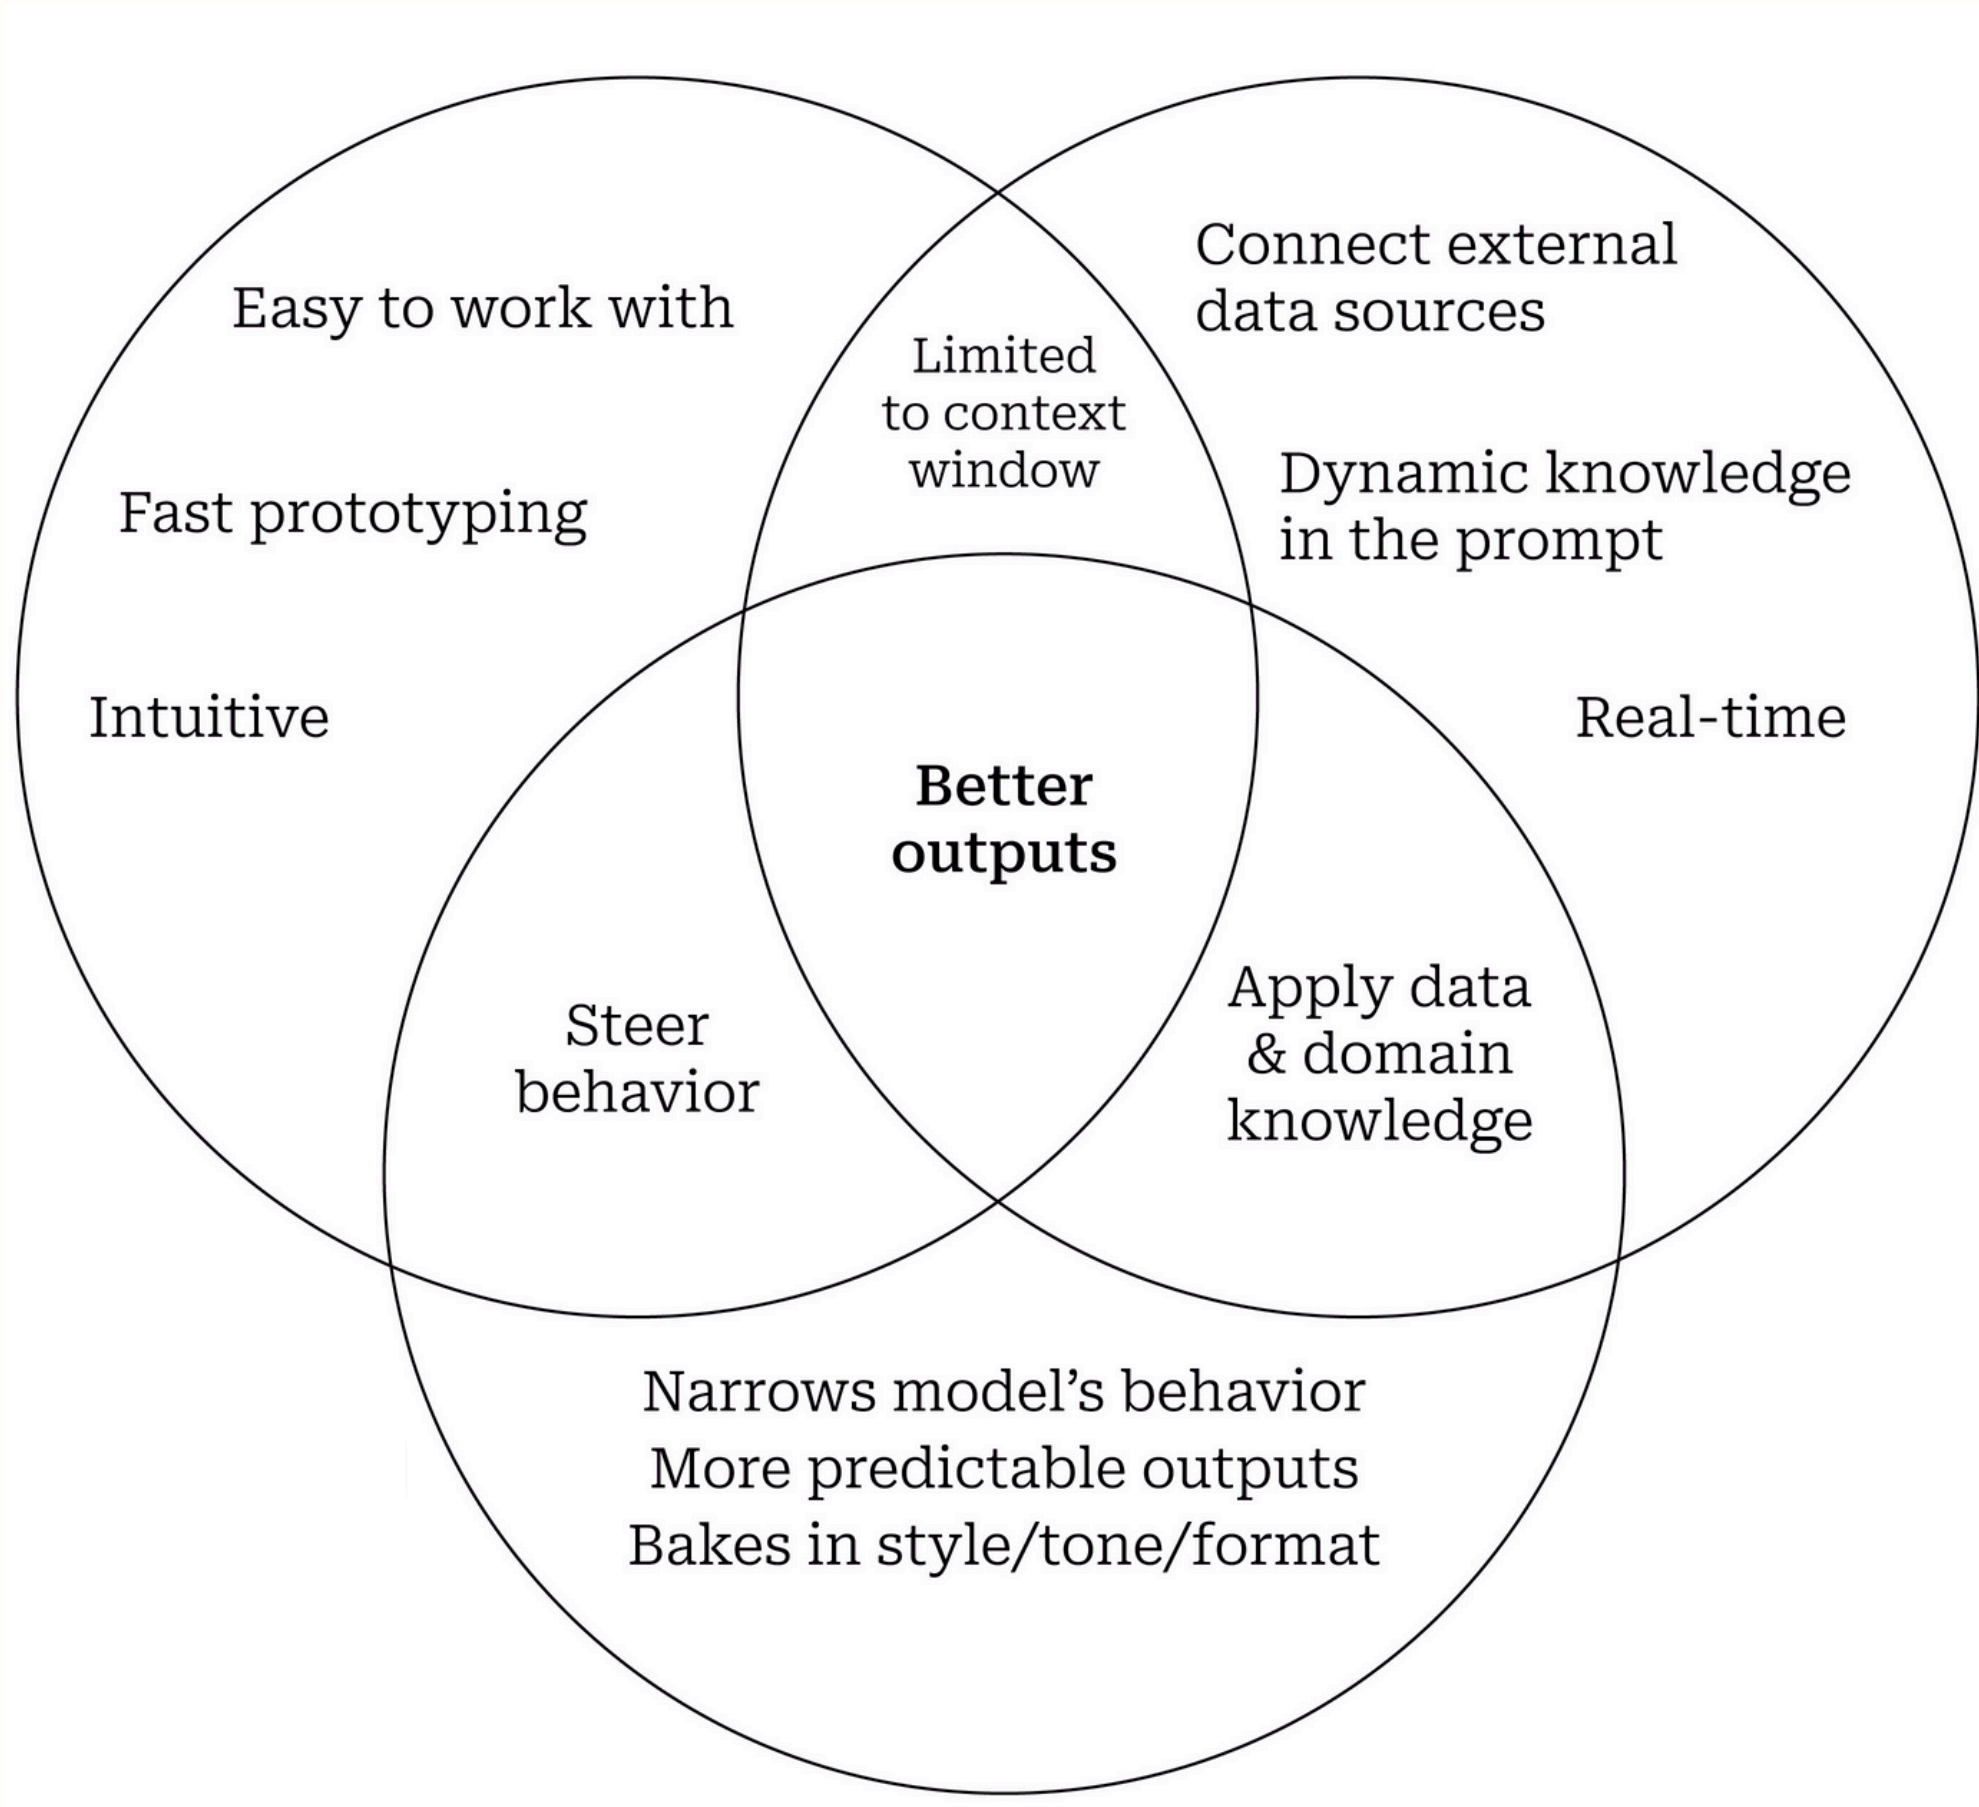 Easy to work with
Fast prototyping
Intuitive
Limited
to context
window
Connect external
data sources
Dynamic knowledge
in the prompt
Real-time
Better
outputs
Steer
behavior
Apply data
& domain
knowledge
Narrows model’s behavior
More predictable outputs
Bakes in style/tone/format